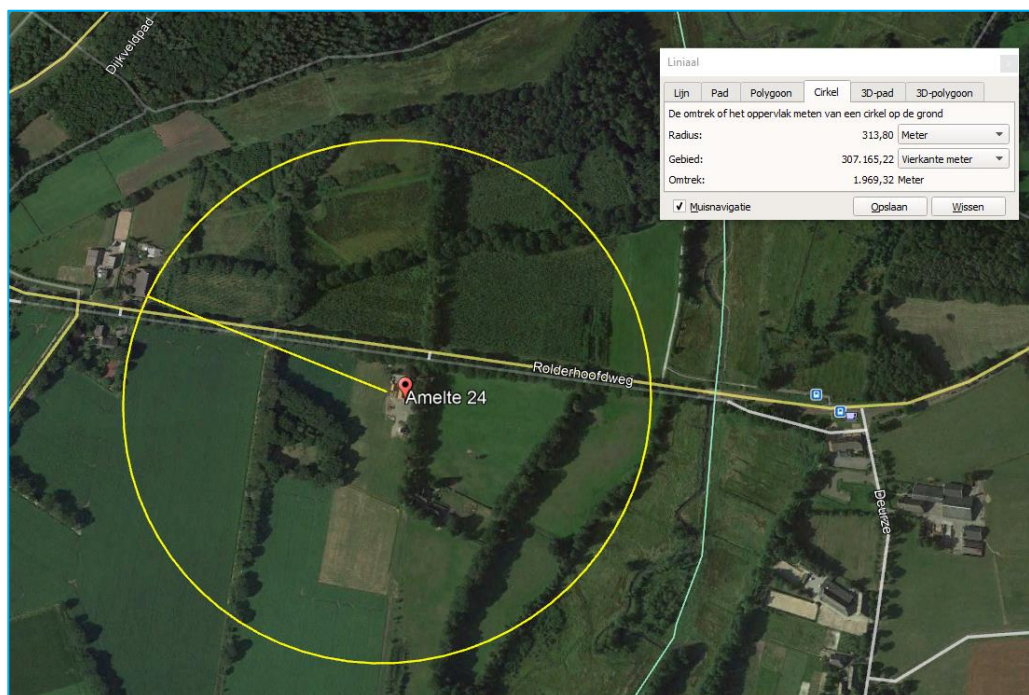 Dijkveldpad
Liniaal
Lijn Pad Polygoon Cirkel 3D-pad 3D-polygoon
De omtrek of het oppervlak meten van een cirkel op de grond
Radius: 313,80 Meter
Gebied: 307.165,22 Vierkante meter
Omtrek: 1.969,32 Meter
Muisnavigatie Opslaan Wissen
Rolderhoofdweg
Amelte 24
Deurze